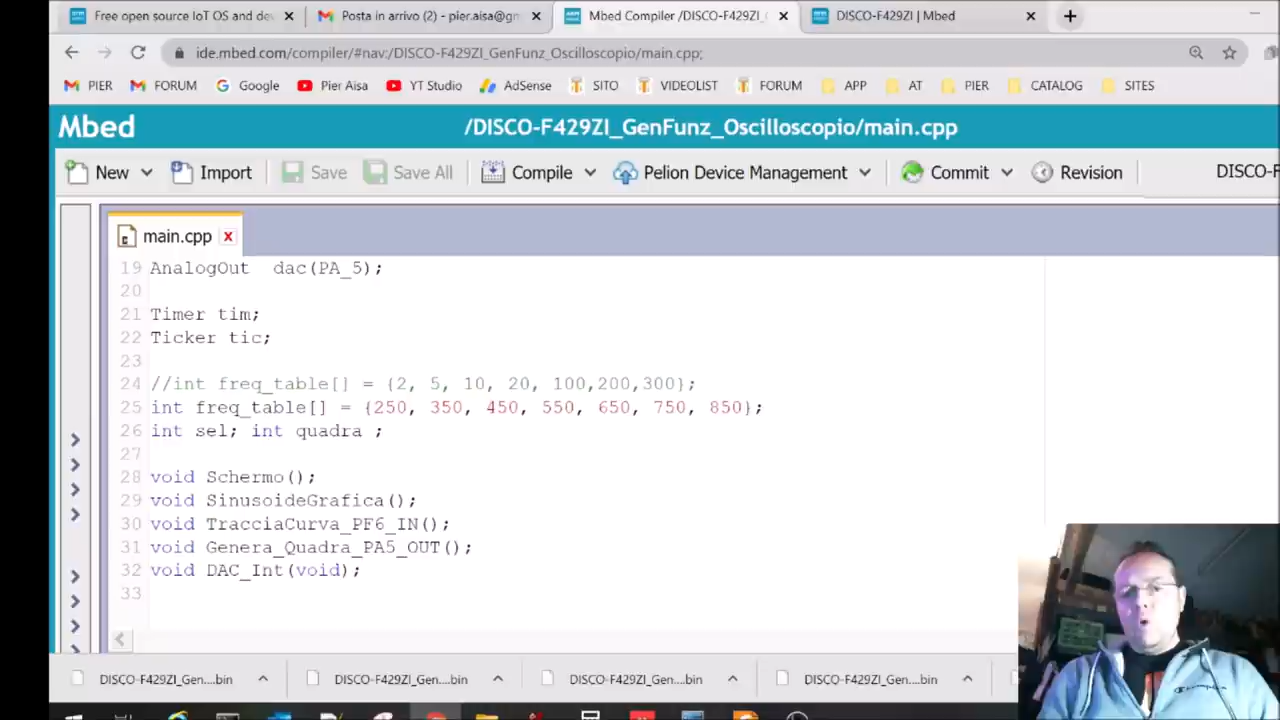 Free open source IoT OS and dev
Posta in arrivo (2) - pier.aisa@gm
Mbed Compiler /DISCO-F429ZI_G
DISCO-F429ZI | Mbed
ide.mbed.com/compiler/#nav:/DISCO-F429ZI_GenFunz_Oscilloscopio/main.cpp;
PIER FORUM Google Pier Aisa YT Studio AdSense SITO VIDEOLIST FORUM APP AT PIER CATALOG SITES
Mbed /DISCO-F429ZI_GenFunz_Oscilloscopio/main.cpp
New Import Save Save All Compile Pelion Device Management Commit Revision DISCO-F
main.cpp x
19 AnalogOut  dac(PA_5);
20
21 Timer tim;
22 Ticker tic;
23
24 //int freq_table[] = {2, 5, 10, 20, 100,200,300};
25 int freq_table[] = {250, 350, 450, 550, 650, 750, 850};
26 int sel; int quadra ;
27
28 void Schermo();
29 void SinusoideGrafica();
30 void TracciaCurva_PF6_IN();
31 void Genera_Quadra_PA5_OUT();
32 void DAC_Int(void);
33
DISCO-F429ZI_Gen....bin DISCO-F429ZI_Gen....bin DISCO-F429ZI_Gen....bin DISCO-F429ZI_Gen....bin